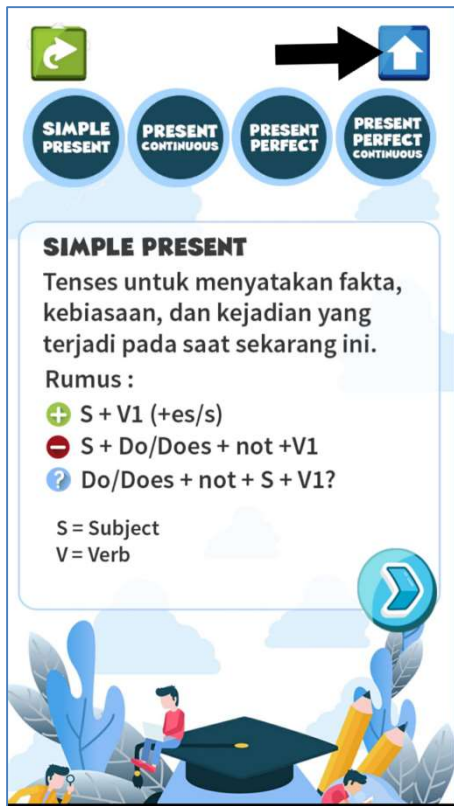 SIMPLE
PRESENT
PRESENT
CONTINUOUS
PRESENT
PERFECT
PRESENT
PERFECT
CONTINUOUS
SIMPLE PRESENT
Tenses untuk menyatakan fakta,
kebiasaan, dan kejadian yang
terjadi pada saat sekarang ini.
Rumus :
+ S + V1 (+es/s)
- S + Do/Does + not +V1
? Do/Does + not + S + V1?
S = Subject
V = Verb